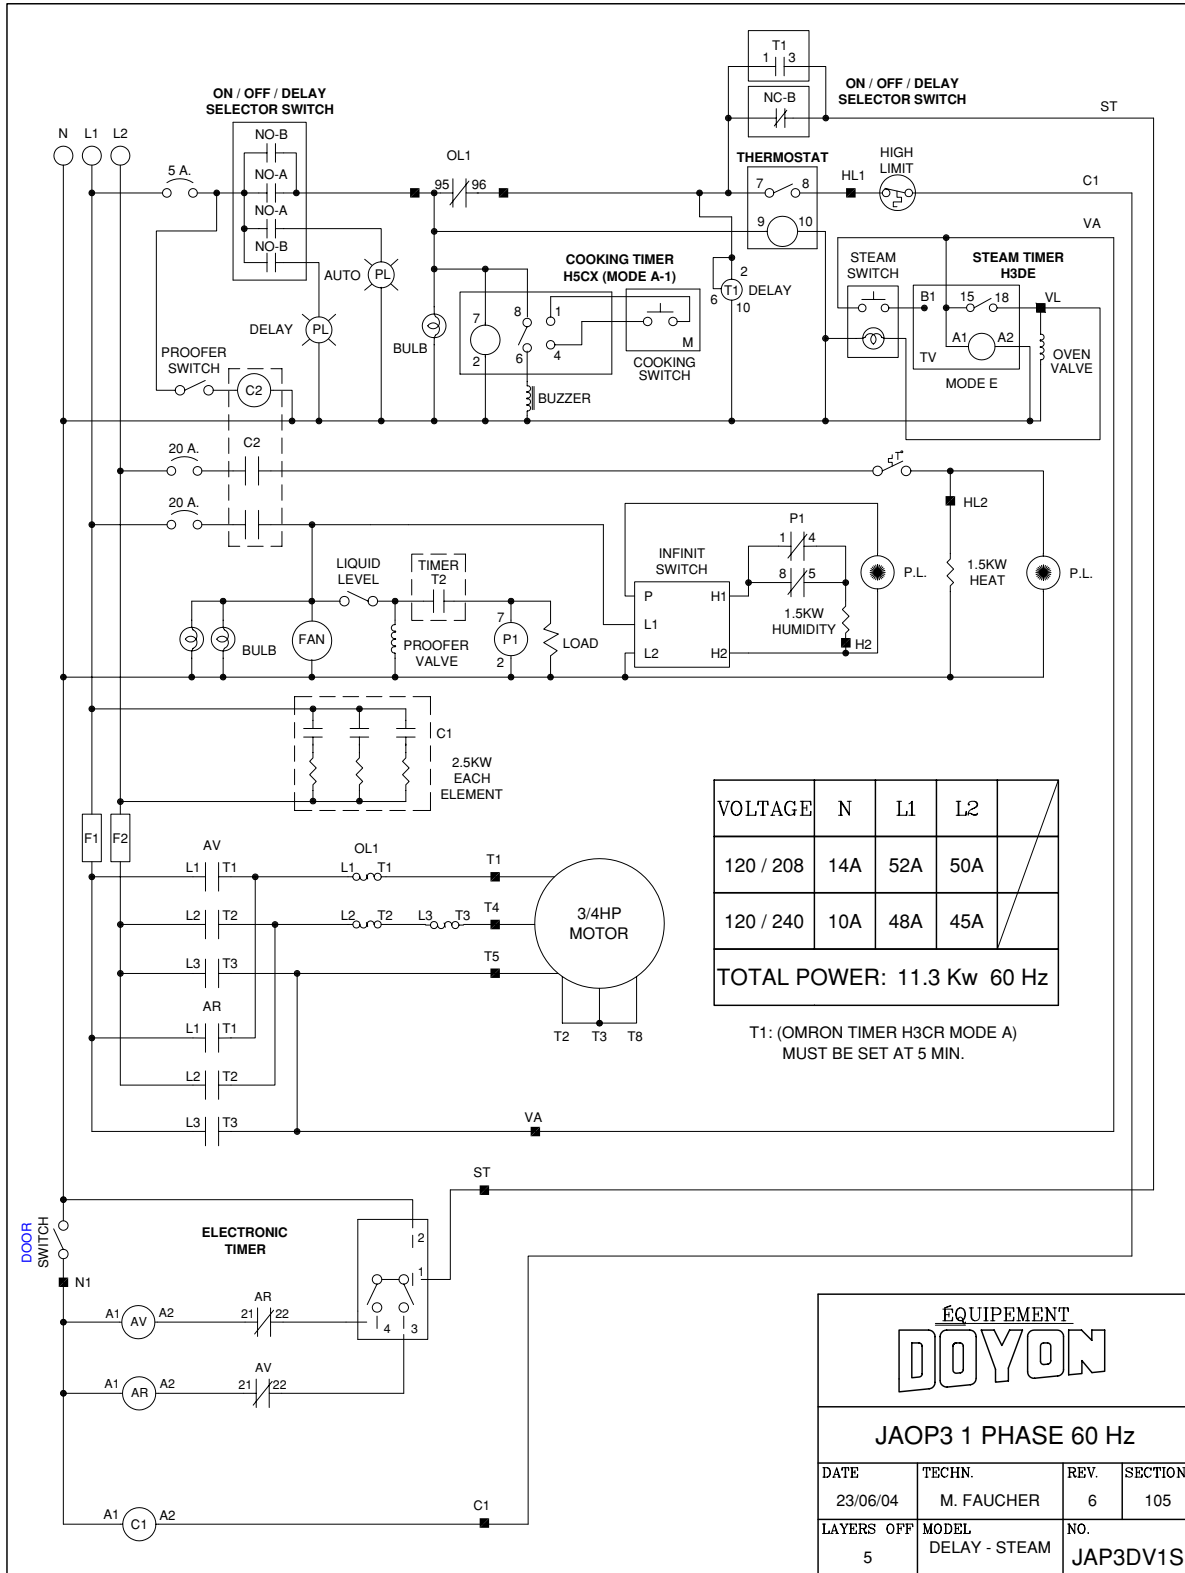 T1
1 3
NC-B
ON / OFF / DELAY
SELECTOR SWITCH
ST
ON / OFF / DELAY
SELECTOR SWITCH
N L1 L2
NO-B
NO-A
NO-A
NO-B
5 A.
OL1
95 96
THERMOSTAT
7 8
9 10
HL1
HIGH
LIMIT
C1
VA
AUTO PL
DELAY PL
COOKING TIMER
H5CX (MODE A-1)
7
2
8
6
1
4
M
COOKING
SWITCH
BULB
BUZZER
2
T1 DELAY
6
10
STEAM
SWITCH
STEAM TIMER
H3DE
B1 15 18 VL
A1 A2
TV
MODE E
OVEN
VALVE
PROOFER
SWITCH
C2
20 A.
C2
20 A.
T°
HL2
1.5KW
HEAT
P.L.
P.L.
LIQUID
LEVEL
TIMER
T2
BULB
FAN
PROOFER
VALVE
7
P1
2
LOAD
INFINIT
SWITCH
P H1
L1
L2 H2
P1
1 4
8 5
1.5KW
HUMIDITY
H2
C1
2.5KW
EACH
ELEMENT
F1 F2
AV
L1 T1
L2 T2
L3 T3
AR
L1 T1
L2 T2
L3 T3
OL1
L1 T1
L2 T2 L3 T3
T1
T4
T5
3/4HP
MOTOR
T2 T3 T8
VOLTAGE N L1 L2
120 / 208 14A 52A 50A
120 / 240 10A 48A 45A
TOTAL POWER: 11.3 Kw 60 Hz
T1: (OMRON TIMER H3CR MODE A)
MUST BE SET AT 5 MIN.
VA
ST
DOOR
SWITCH
N1
ELECTRONIC
TIMER
2
1
4 3
A1 AV A2
AR
21 22
A1 AR A2
AV
21 22
A1 C1 A2
C1
ÉQUIPEMENT
DOYON
JAOP3 1 PHASE 60 Hz
DATE TECHN. REV. SECTION
23/06/04 M. FAUCHER 6 105
LAYERS OFF MODEL NO.
5 DELAY - STEAM JAP3DV1S